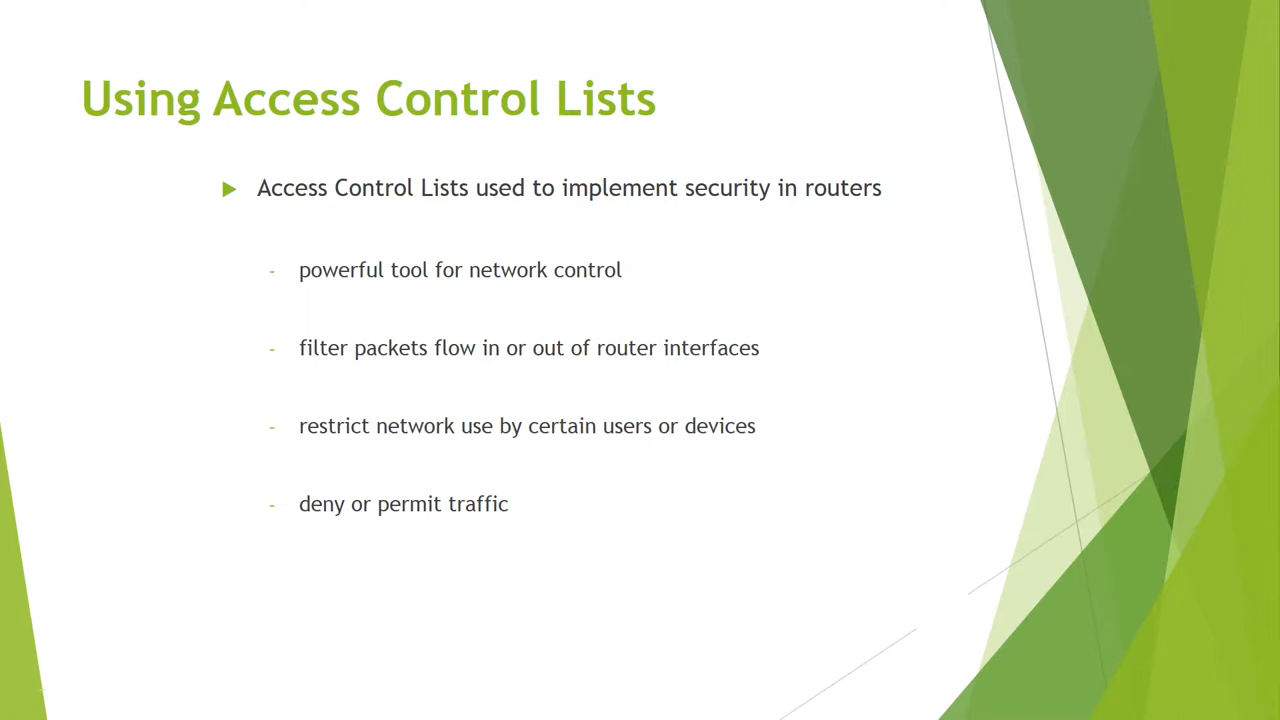 Using Access Control Lists
Access Control Lists used to implement security in routers
- powerful tool for network control
- filter packets flow in or out of router interfaces
- restrict network use by certain users or devices
- deny or permit traffic